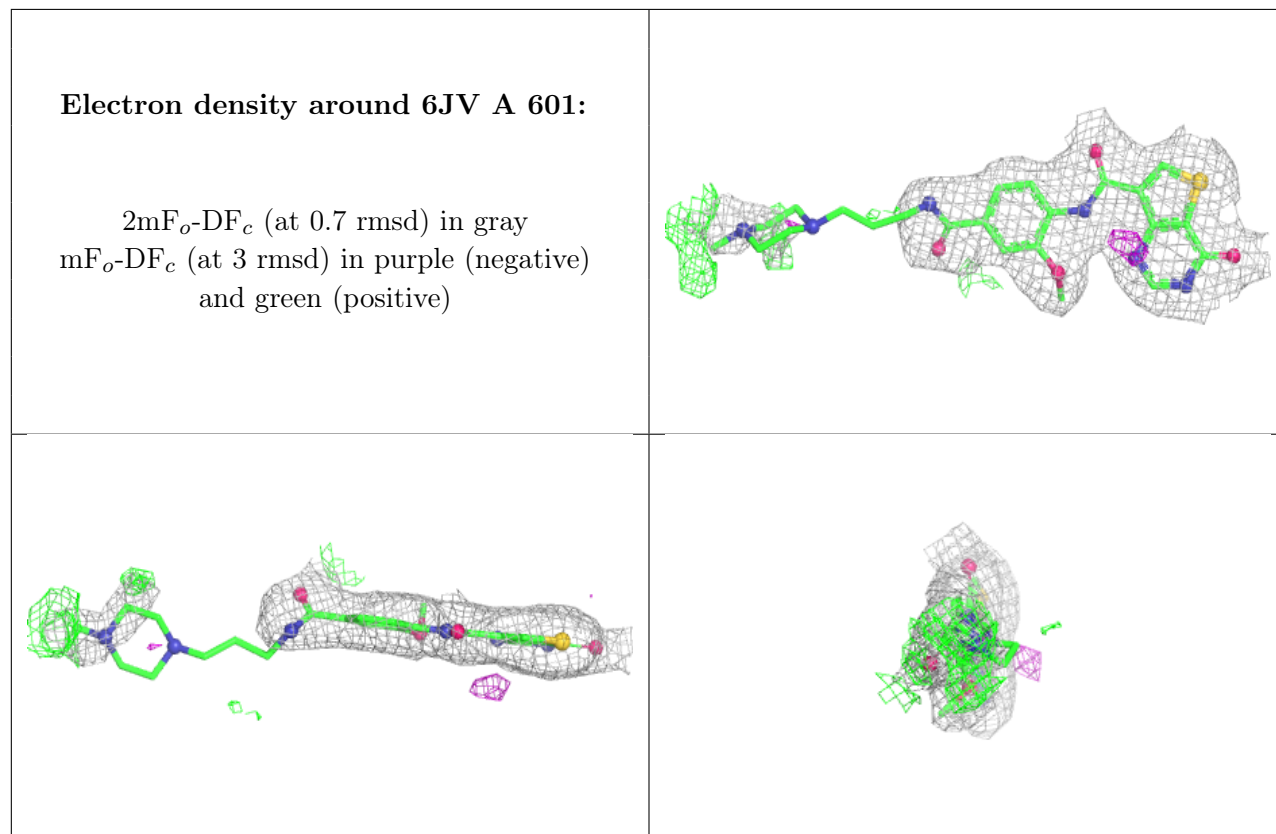 Electron density around 6JV A 601:
2mFo-DFc (at 0.7 rmsd) in gray
mFo-DFc (at 3 rmsd) in purple (negative)
and green (positive)